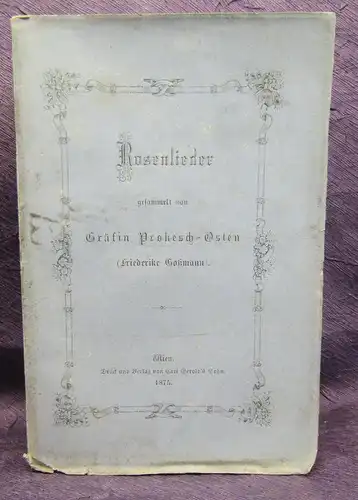 Rosenlieder
gesammelt von
Gräfin Prokesch-Osten
(Friederike Goßmann).
Wien.
Druck und Verlag von Carl Gerold's Sohn.
1875.